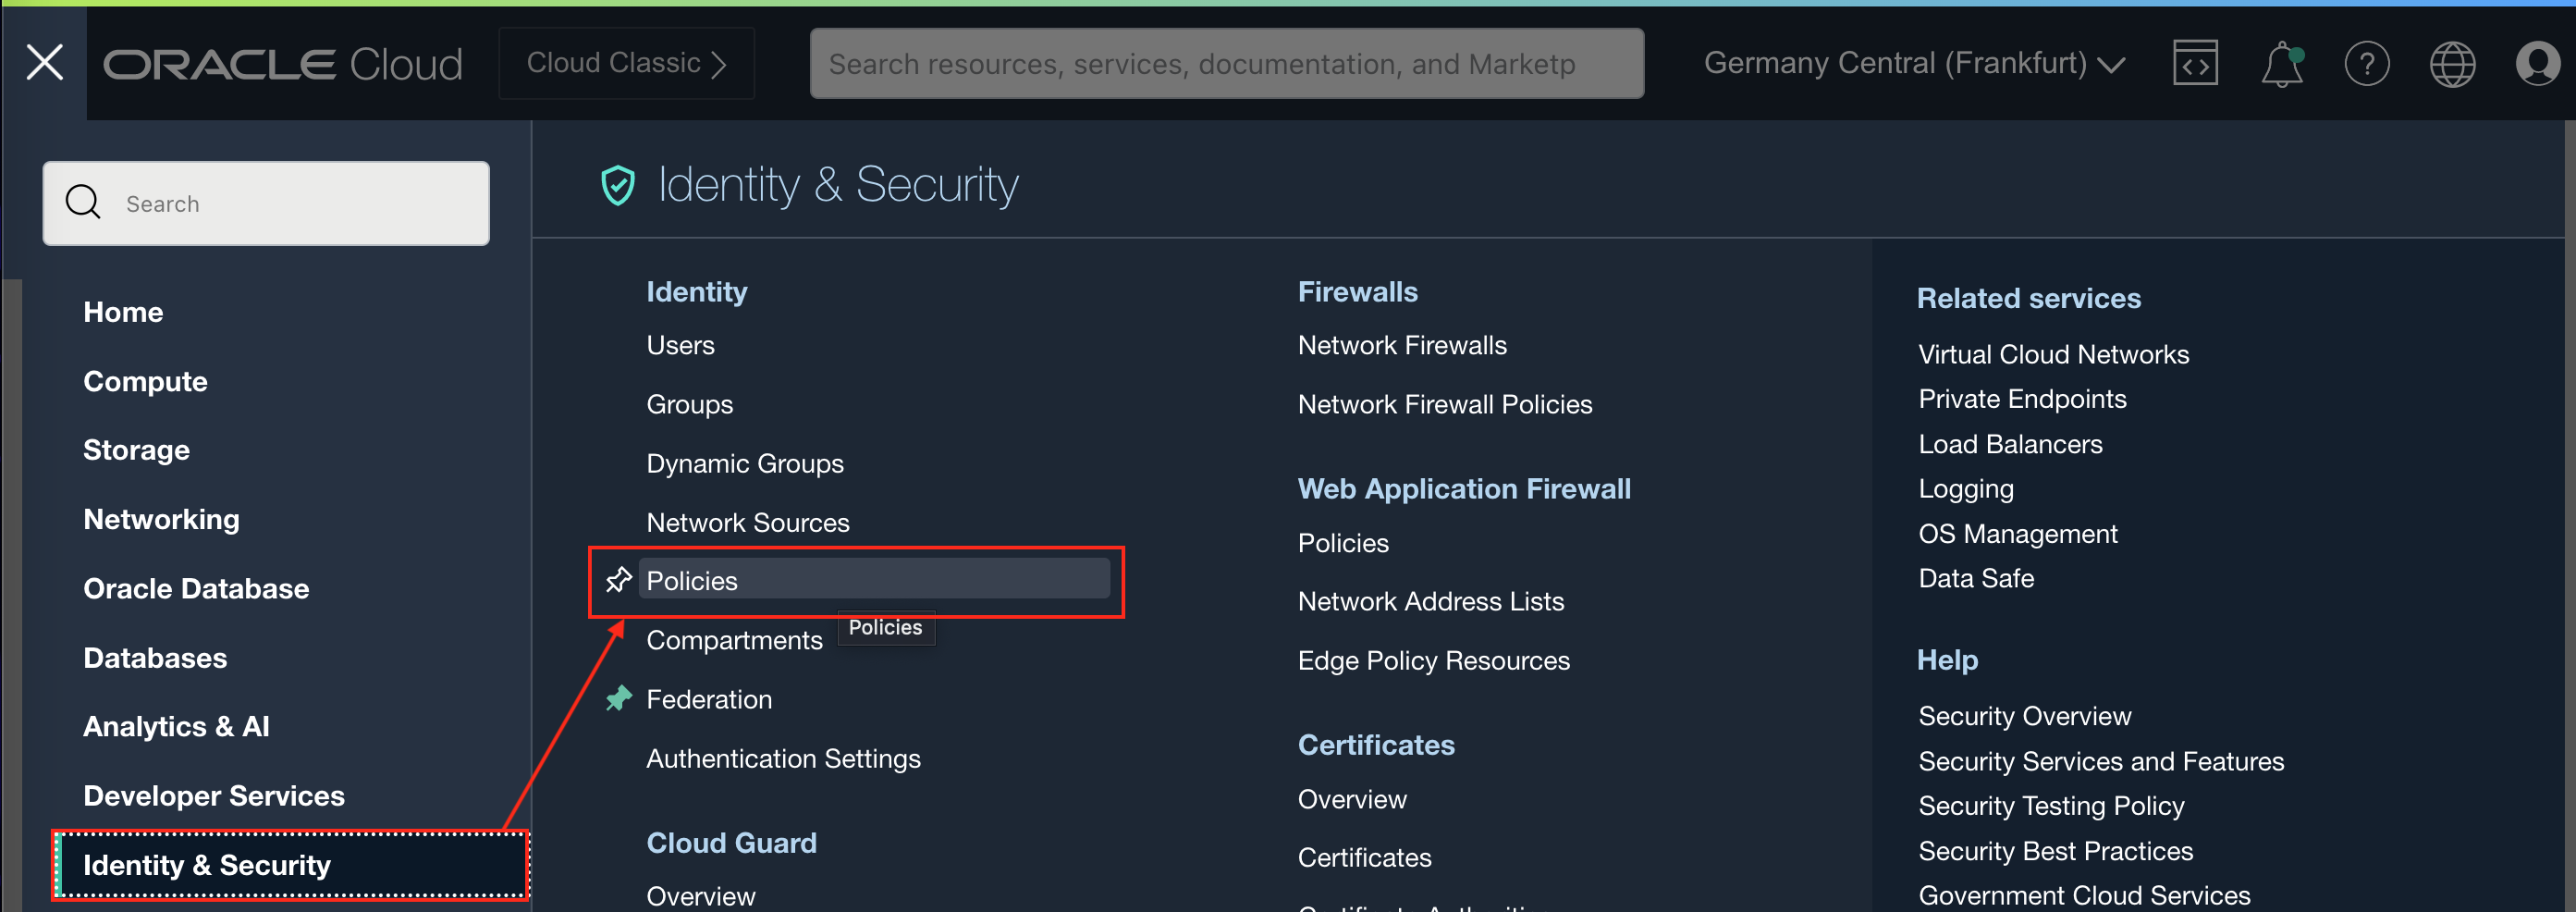 ORACLE Cloud
Cloud Classic
Search resources, services, documentation, and Marketp
Germany Central (Frankfurt)
Search
Home
Compute
Storage
Networking
Oracle Database
Databases
Analytics & AI
Developer Services
Identity & Security
Identity & Security
Identity
Users
Groups
Dynamic Groups
Network Sources
Policies
Policies
Compartments
Federation
Authentication Settings
Cloud Guard
Overview
Firewalls
Network Firewalls
Network Firewall Policies
Web Application Firewall
Policies
Network Address Lists
Edge Policy Resources
Certificates
Overview
Certificates
Related services
Virtual Cloud Networks
Private Endpoints
Load Balancers
Logging
OS Management
Data Safe
Help
Security Overview
Security Services and Features
Security Testing Policy
Security Best Practices
Government Cloud Services